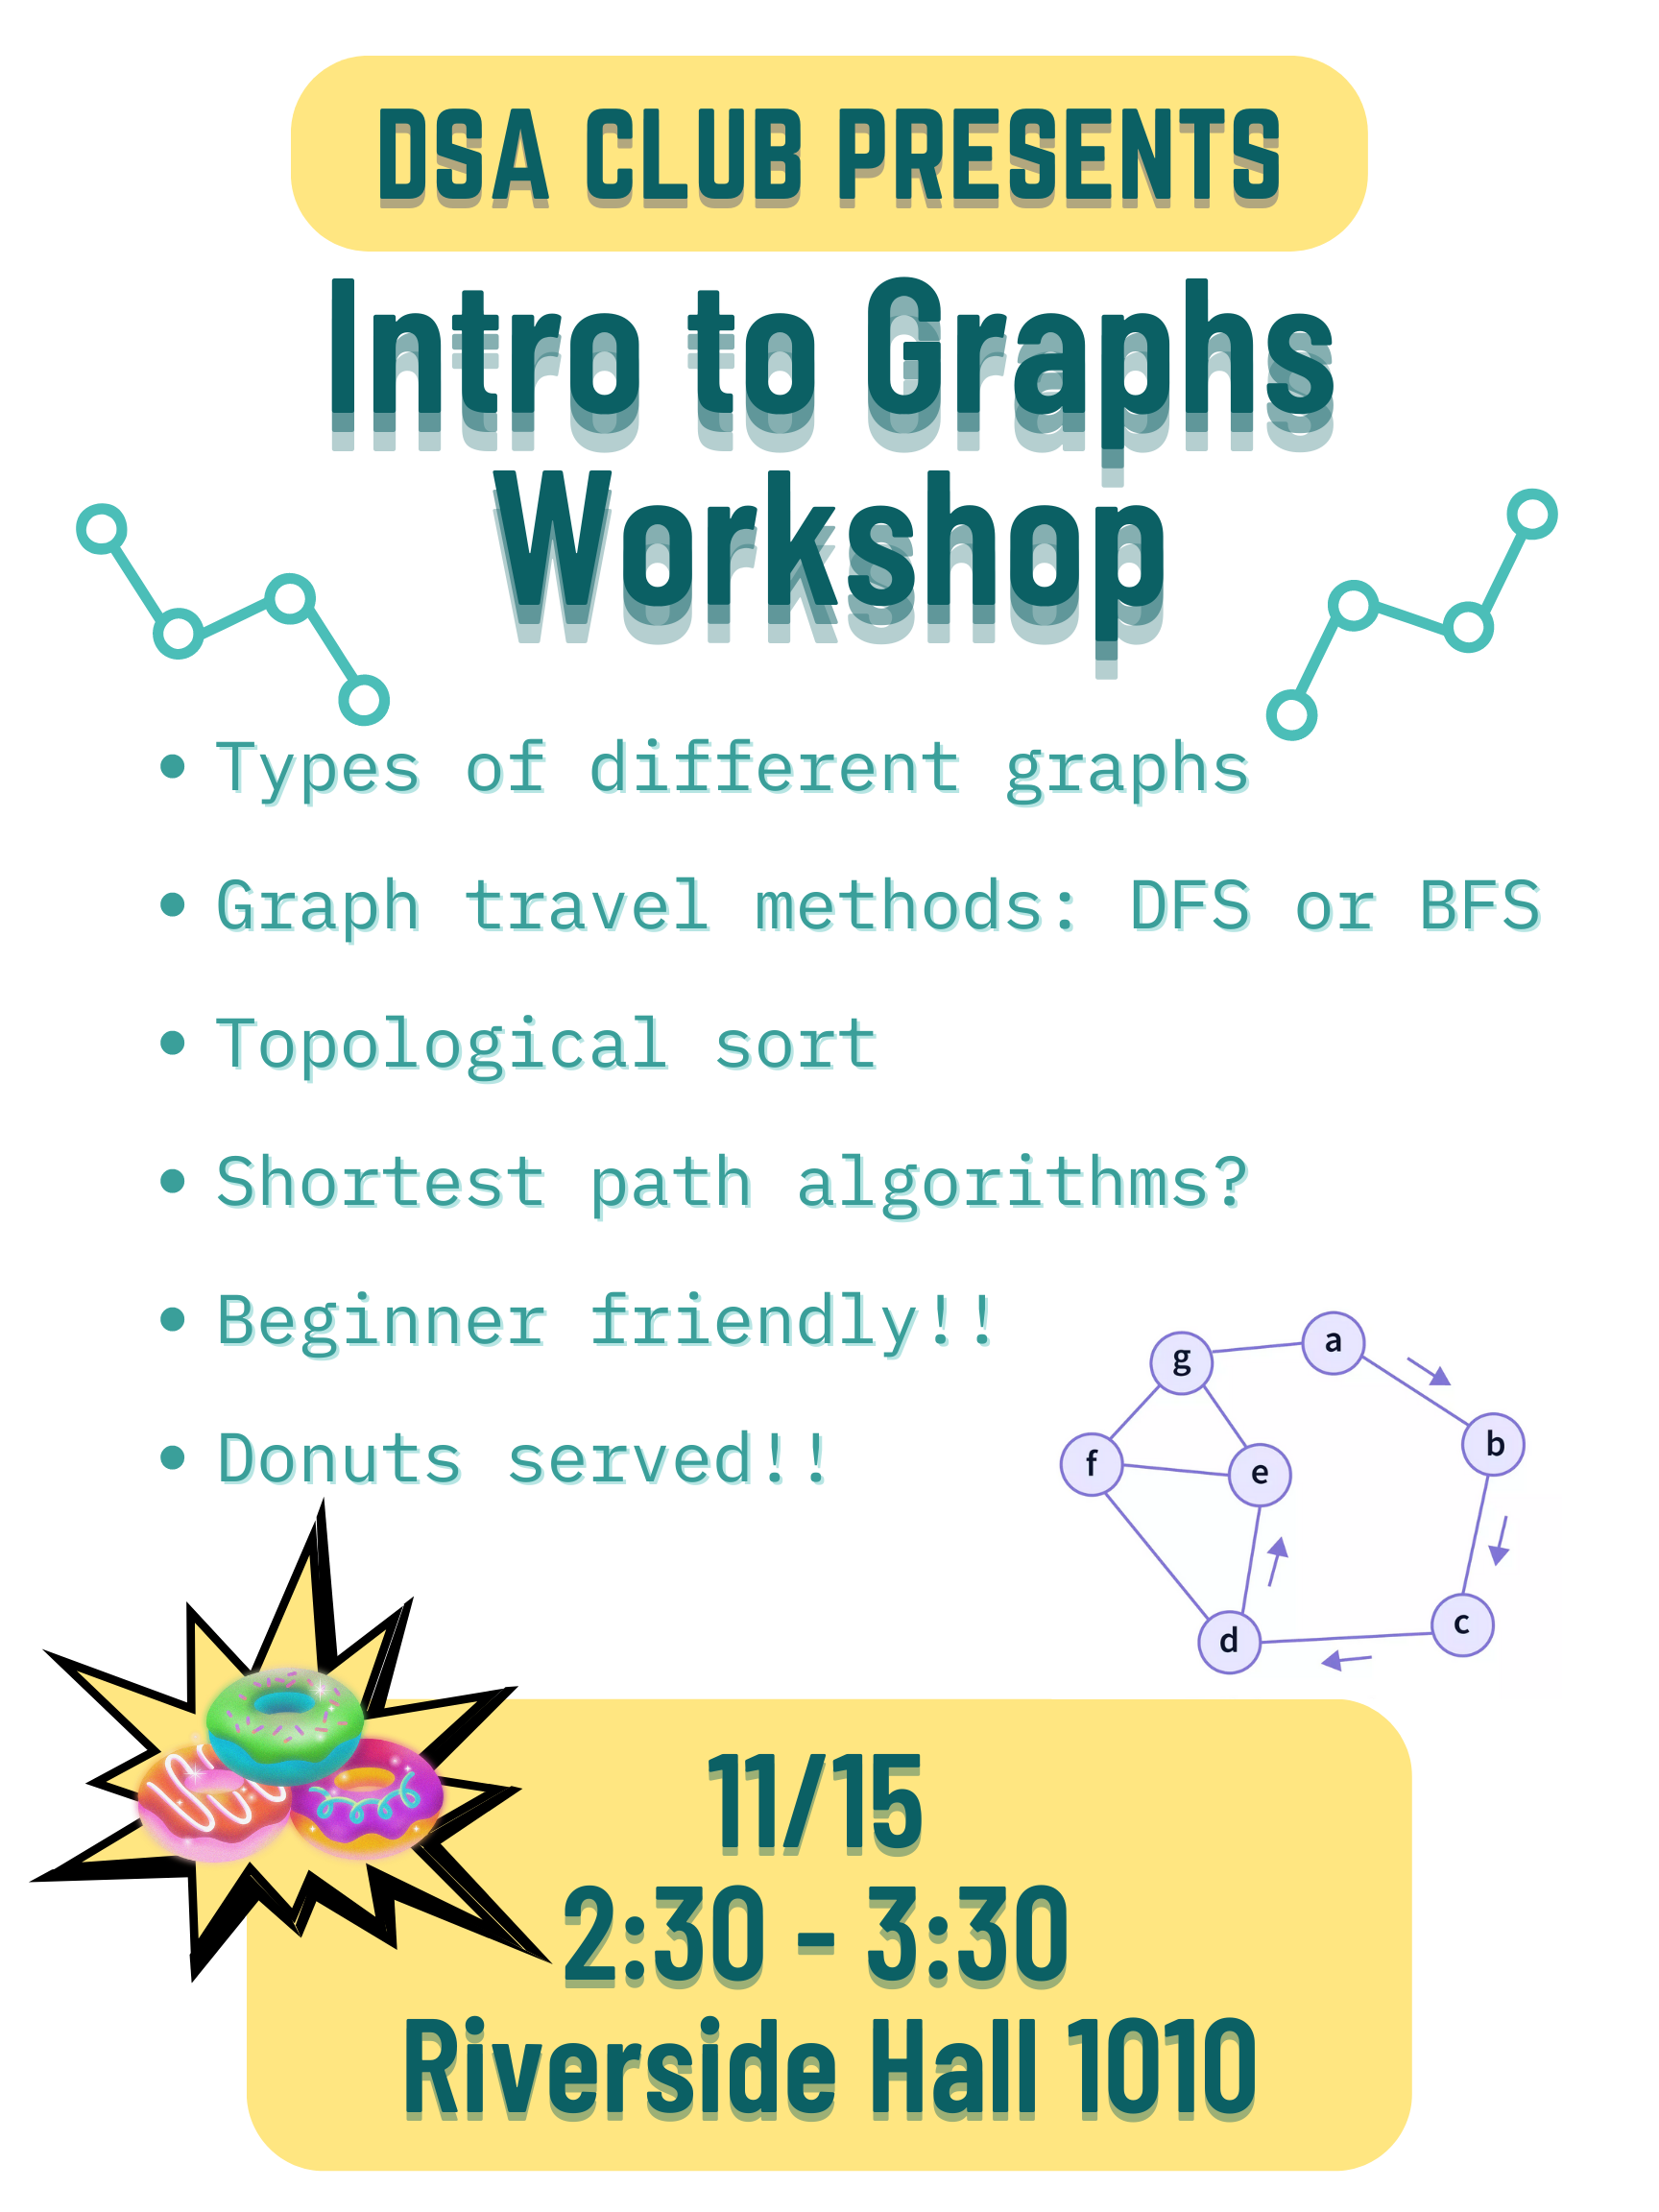 DSA CLUB PRESENTS
Intro to Graphs
Workshop
• Types of different graphs
• Graph travel methods: DFS or BFS
• Topological sort
• Shortest path algorithms?
• Beginner friendly!!
• Donuts served!!
a
g
b
f
e
c
d
11/15
2:30 - 3:30
Riverside Hall 1010